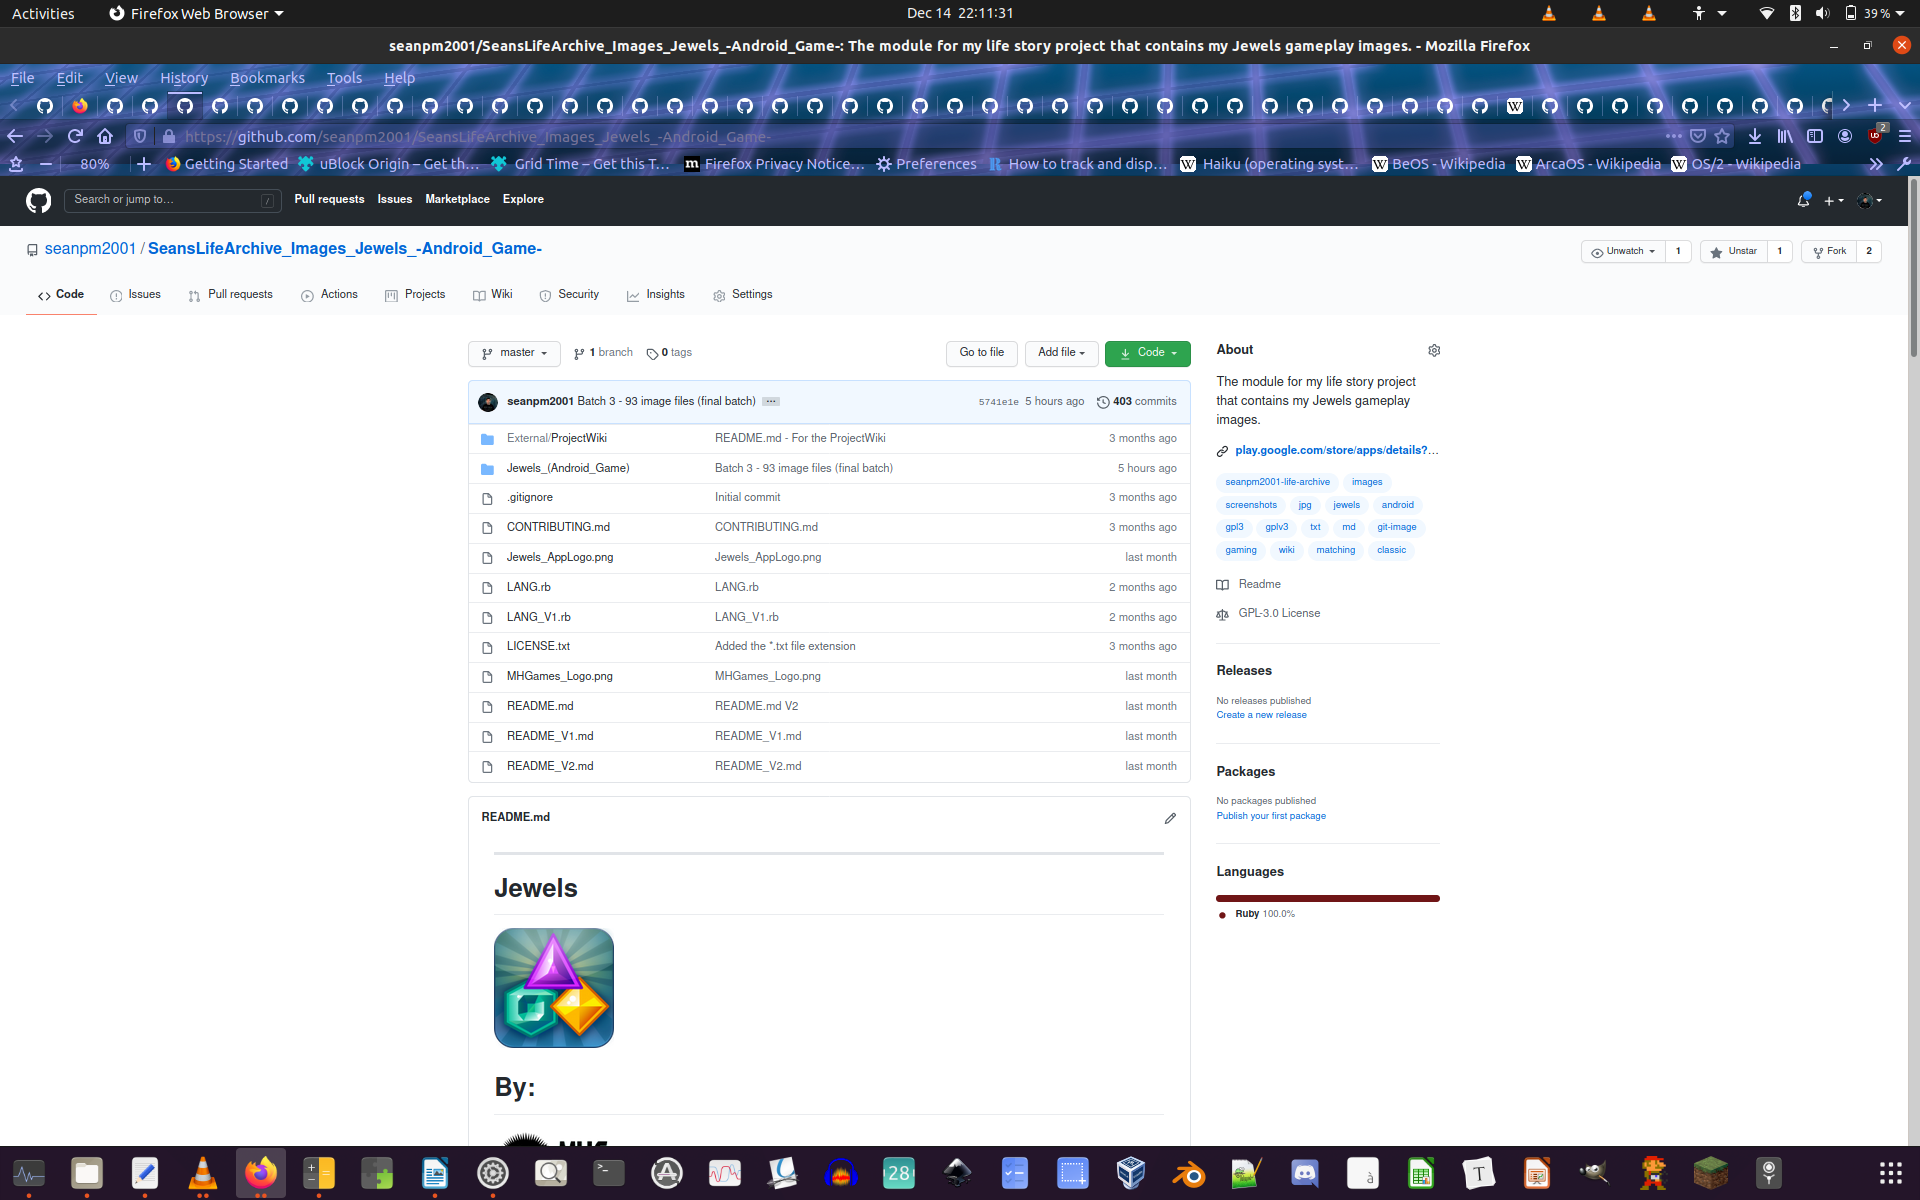 Activities Firefox Web Browser Dec 14 22:11:31 39 %
seanpm2001/SeansLifeArchive_Images_Jewels_-Android_Game-: The module for my life story project that contains my Jewels gameplay images. - Mozilla Firefox
File Edit View History Bookmarks Tools Help
https://github.com/seanpm2001/SeansLifeArchive_Images_Jewels_-Android_Game- 2
80% Getting Started uBlock Origin – Get th… Grid Time – Get this T… Firefox Privacy Notice… Preferences How to track and disp… Haiku (operating syst… BeOS - Wikipedia ArcaOS - Wikipedia OS/2 - Wikipedia
Search or jump to… / Pull requests Issues Marketplace Explore
seanpm2001 / SeansLifeArchive_Images_Jewels_-Android_Game- Unwatch 1 Unstar 1 Fork 2
Code Issues Pull requests Actions Projects Wiki Security Insights Settings
master 1 branch 0 tags Go to file Add file Code
seanpm2001 Batch 3 - 93 image files (final batch) ... 5741e1e 5 hours ago 403 commits
External/ProjectWiki README.md - For the ProjectWiki 3 months ago
Jewels_(Android_Game) Batch 3 - 93 image files (final batch) 5 hours ago
.gitignore Initial commit 3 months ago
CONTRIBUTING.md CONTRIBUTING.md 3 months ago
Jewels_AppLogo.png Jewels_AppLogo.png last month
LANG.rb LANG.rb 2 months ago
LANG_V1.rb LANG_V1.rb 2 months ago
LICENSE.txt Added the *.txt file extension 3 months ago
MHGames_Logo.png MHGames_Logo.png last month
README.md README.md V2 last month
README_V1.md README_V1.md last month
README_V2.md README_V2.md last month
README.md
Jewels
By:
About
The module for my life story project
that contains my Jewels gameplay
images.
play.google.com/store/apps/details?...
seanpm2001-life-archive images
screenshots jpg jewels android
gpl3 gplv3 txt md git-image
gaming wiki matching classic
Readme
GPL-3.0 License
Releases
No releases published
Create a new release
Packages
No packages published
Publish your first package
Languages
Ruby 100.0%
28